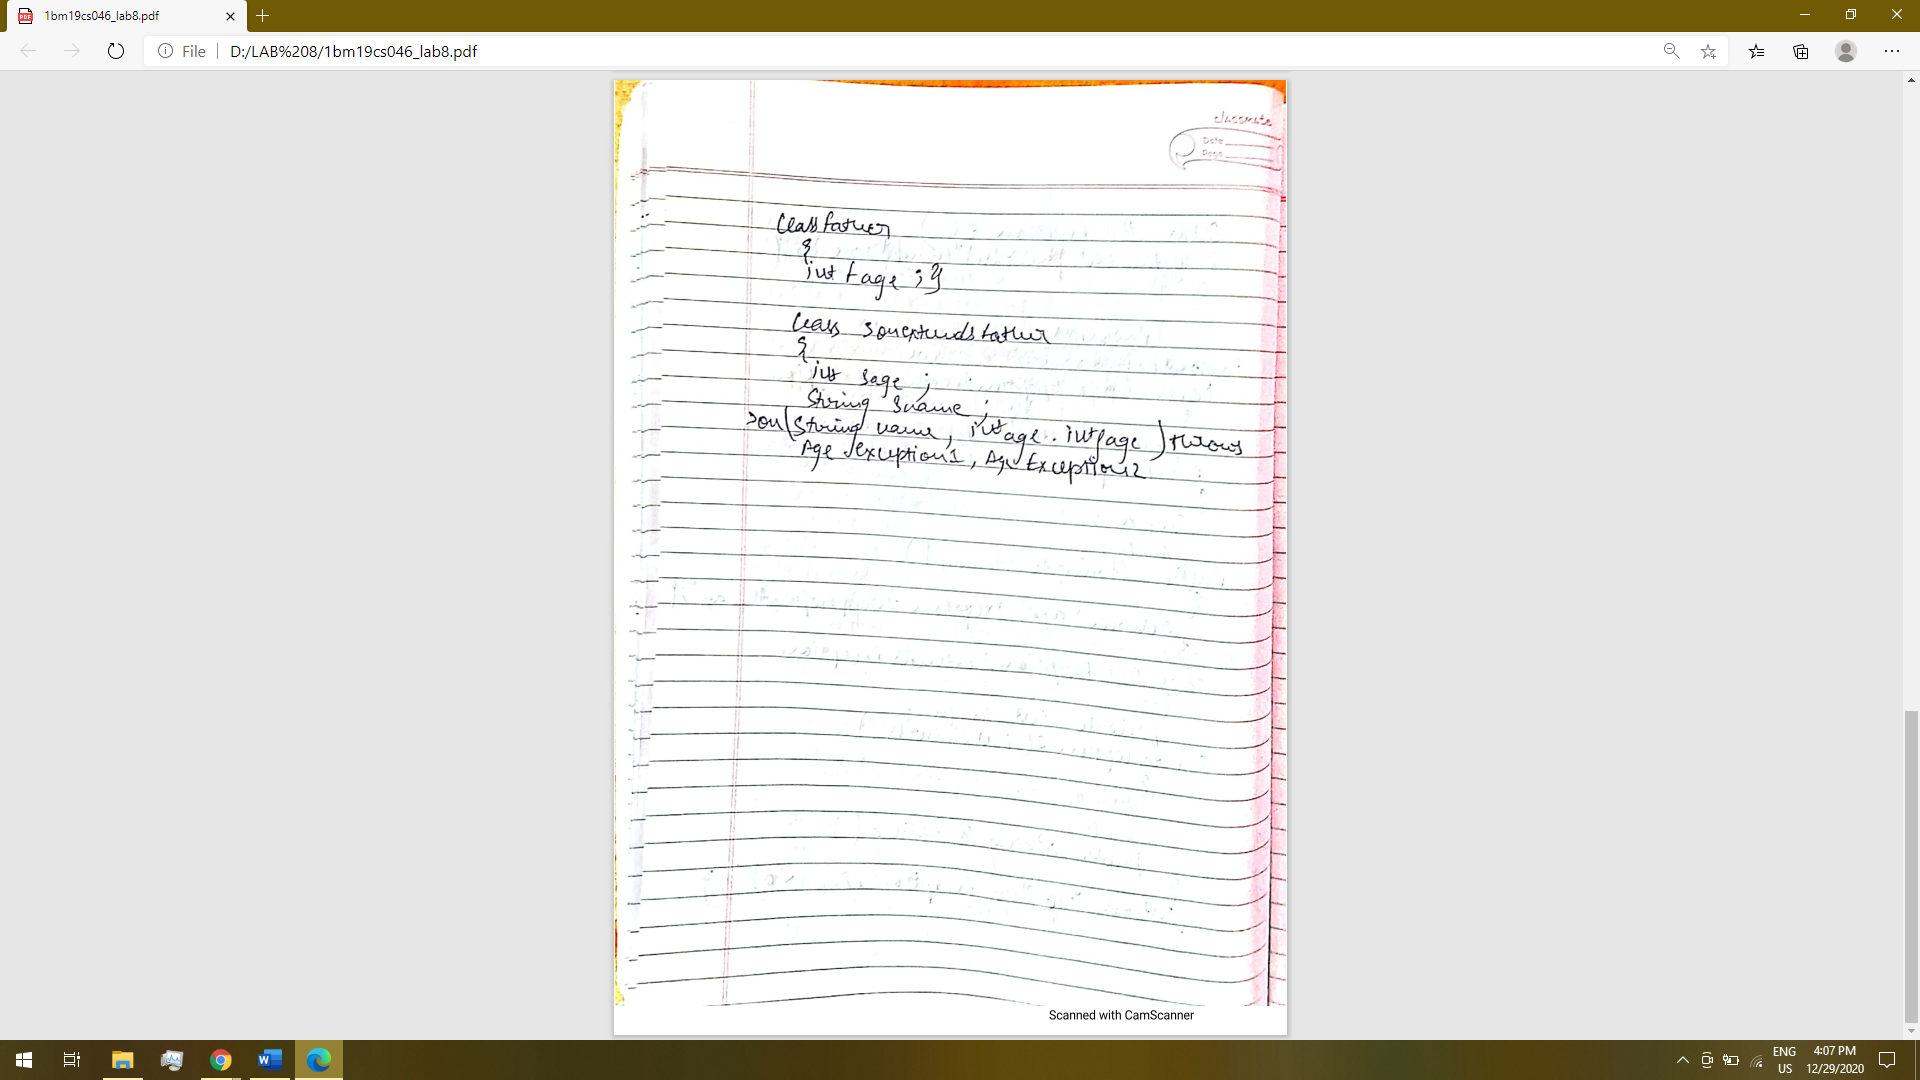 1bm19cs046_lab8.pdf
File D:/LAB%208/1bm19cs046_lab8.pdf
classmate
Date
Page
Class father
{
int fage ; }
Class son extends father
{
int sage ;
String sname ;
son(String name, int age. int fage) throws
Age exception1, Age Exception2
Scanned with CamScanner
ENG 4:07 PM
US 12/29/2020